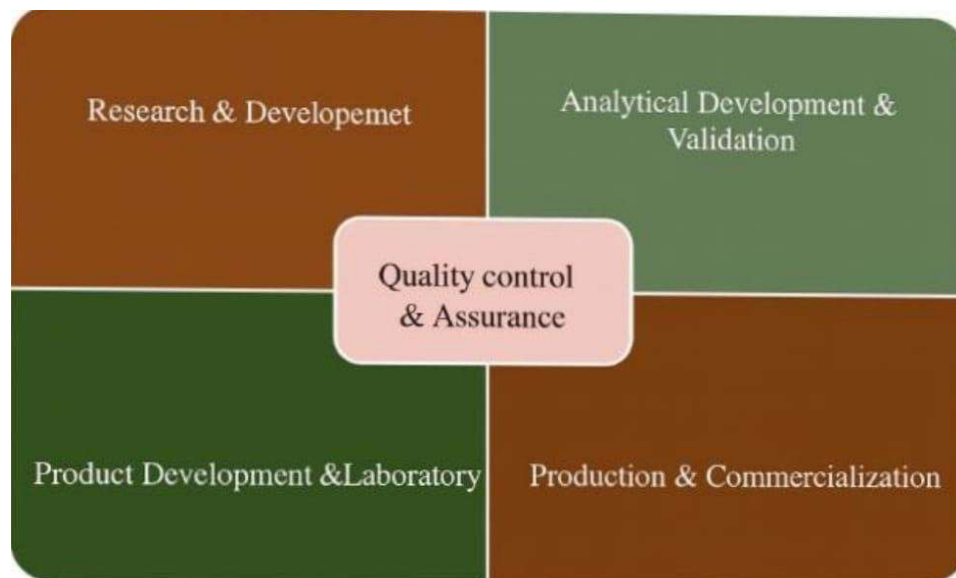 Research & Developemet
Analytical Development &
Validation
Quality control
& Assurance
Product Development &Laboratory
Production & Commercialization